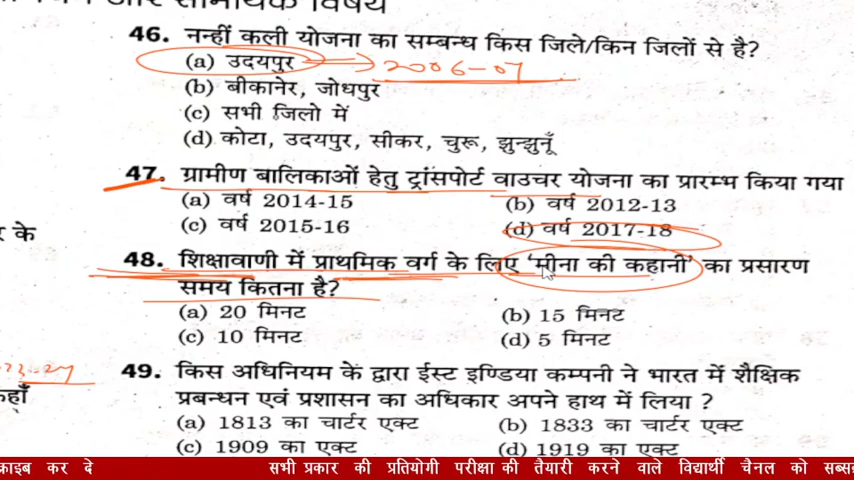 46. नन्हीं कली योजना का सम्बन्ध किस जिले/किन जिलों से है?
(a) उदयपुर 2006-07
(b) बीकानेर, जोधपुर
(c) सभी जिलो में
(d) कोटा, उदयपुर, सीकर, चुरू, झुन्झुनूँ
47. ग्रामीण बालिकाओं हेतु ट्रांसपोर्ट वाउचर योजना का प्रारम्भ किया गया
(a) वर्ष 2014-15 (b) वर्ष 2012-13
(c) वर्ष 2015-16 (d) वर्ष 2017-18
र के
48. शिक्षावाणी में प्राथमिक वर्ग के लिए ‘मीना की कहानी’ का प्रसारण
समय कितना है?
(a) 20 मिनट (b) 15 मिनट
(c) 10 मिनट (d) 5 मिनट
49. किस अधिनियम के द्वारा ईस्ट इण्डिया कम्पनी ने भारत में शैक्षिक
प्रबन्धन एवं प्रशासन का अधिकार अपने हाथ में लिया ?
(a) 1813 का चार्टर एक्ट (b) 1833 का चार्टर एक्ट
(c) 1909 का एक्ट (d) 1919 का एक्ट
क्राइब कर दे सभी प्रकार की प्रतियोगी परीक्षा की तैयारी करने वाले विद्यार्थी चैनल को सब्स